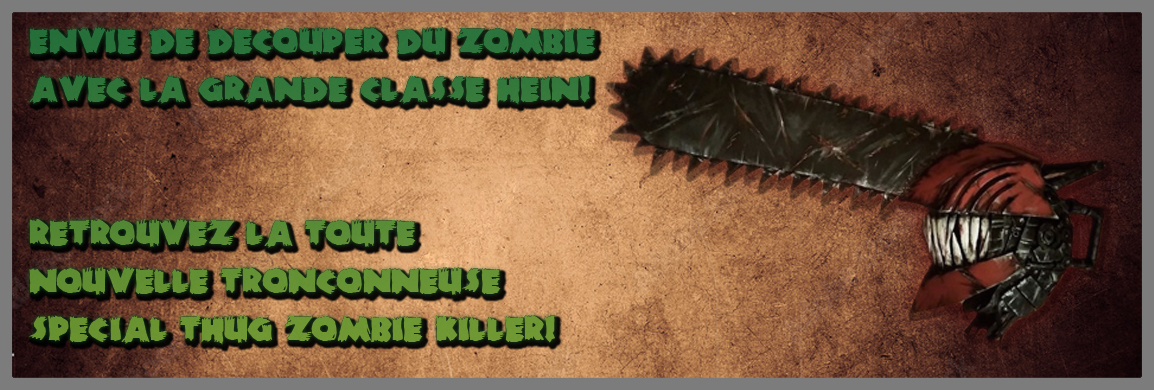 ENVIE DE DECOUPER DU ZOMBIE
AVEC LA GRANDE CLASSE HEIN!
RETROUVEZ LA TOUTE
NOUVELLE TRONCONNEUSE
SPECIAL THUG ZOMBIE KILLER!